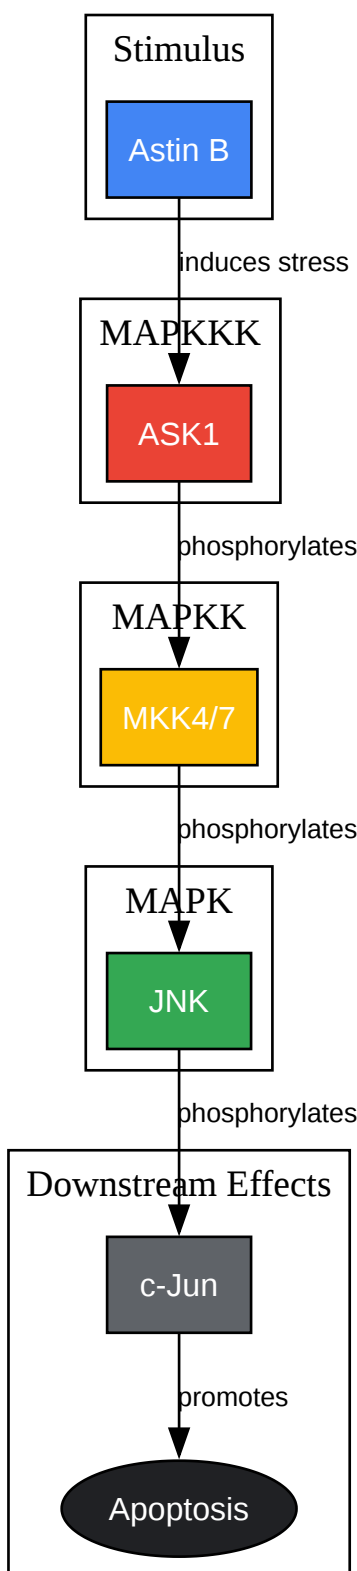 Stimulus
Astin B
induces stress
MAPKKK
ASK1
phosphorylates
MAPKK
MKK4/7
phosphorylates
MAPK
JNK
phosphorylates
Downstream Effects
c-Jun
promotes
Apoptosis